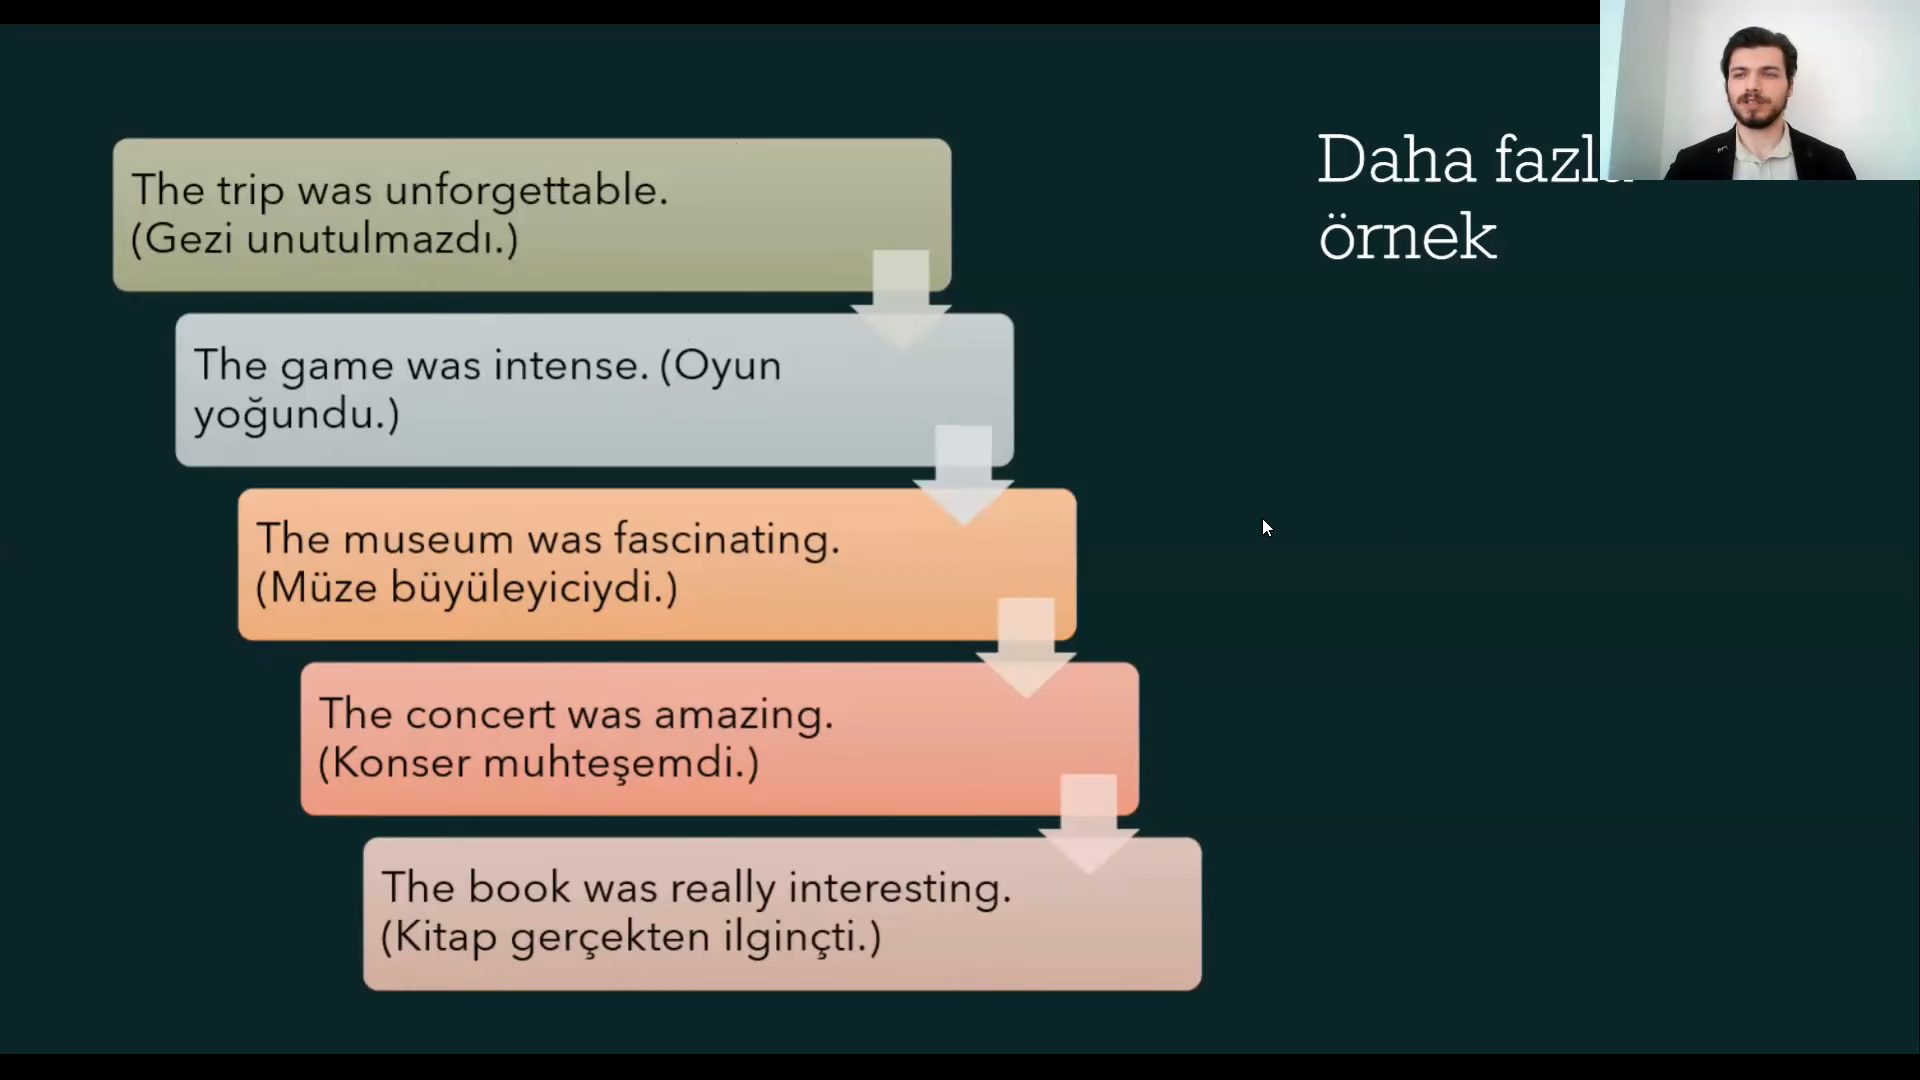 Daha fazla
örnek
The trip was unforgettable.
(Gezi unutulmazdı.)
The game was intense. (Oyun
yoğundu.)
The museum was fascinating.
(Müze büyüleyiciydi.)
The concert was amazing.
(Konser muhteşemdi.)
The book was really interesting.
(Kitap gerçekten ilginçti.)